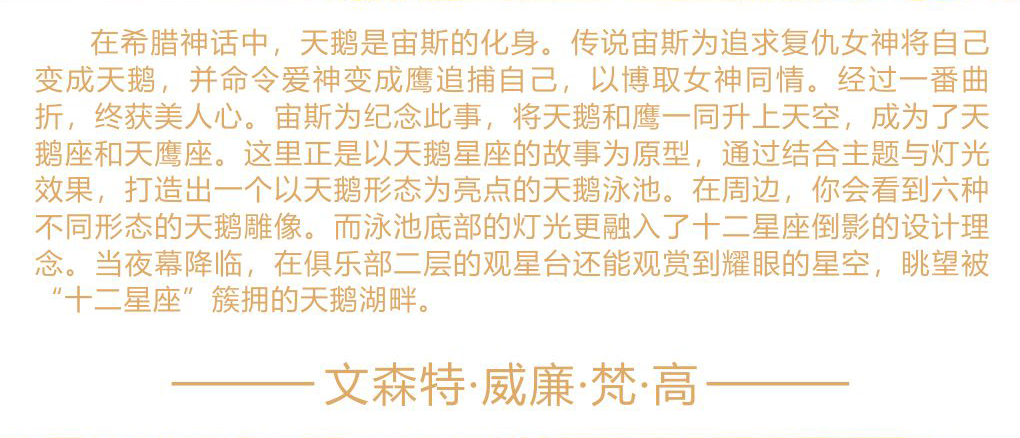 在希腊神话中，天鹅是宙斯的化身。传说宙斯为追求复仇女神将自己
变成天鹅，并命令爱神变成鹰追捕自己，以博取女神同情。经过一番曲
折，终获美人心。宙斯为纪念此事，将天鹅和鹰一同升上天空，成为了天
鹅座和天鹰座。这里正是以天鹅星座的故事为原型，通过结合主题与灯光
效果，打造出一个以天鹅形态为亮点的天鹅泳池。在周边，你会看到六种
不同形态的天鹅雕像。而泳池底部的灯光更融入了十二星座倒影的设计理
念。当夜幕降临，在俱乐部二层的观星台还能观赏到耀眼的星空，眺望被
“十二星座”簇拥的天鹅湖畔。
文森特·威廉·梵·高